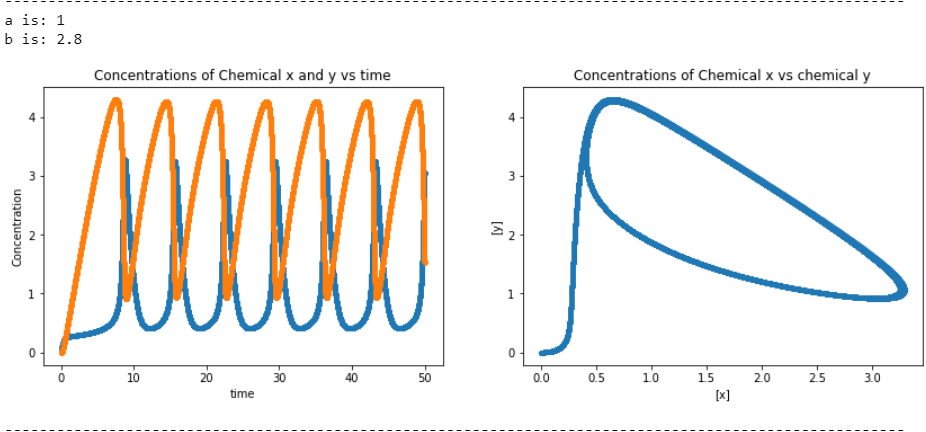 --------------------------------------------------------------------------------
a is: 1
b is: 2.8
Concentrations of Chemical x and y vs time
Concentration
4
3
2
1
0
0 10 20 30 40 50
time
Concentrations of Chemical x vs chemical y
[y]
4
3
2
1
0
0.0 0.5 1.0 1.5 2.0 2.5 3.0
[x]
--------------------------------------------------------------------------------